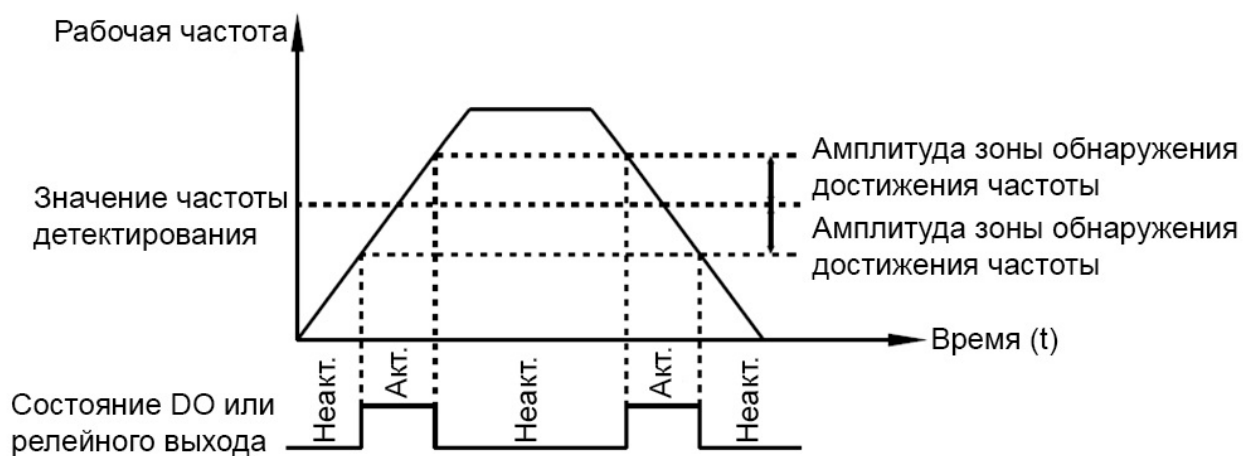 Рабочая частота
Амплитуда зоны обнаружения
достижения частоты
Значение частоты
детектирования
Амплитуда зоны обнаружения
достижения частоты
Время (t)
Неакт.
Акт.
Неакт.
Акт.
Неакт.
Состояние DO или
релейного выхода